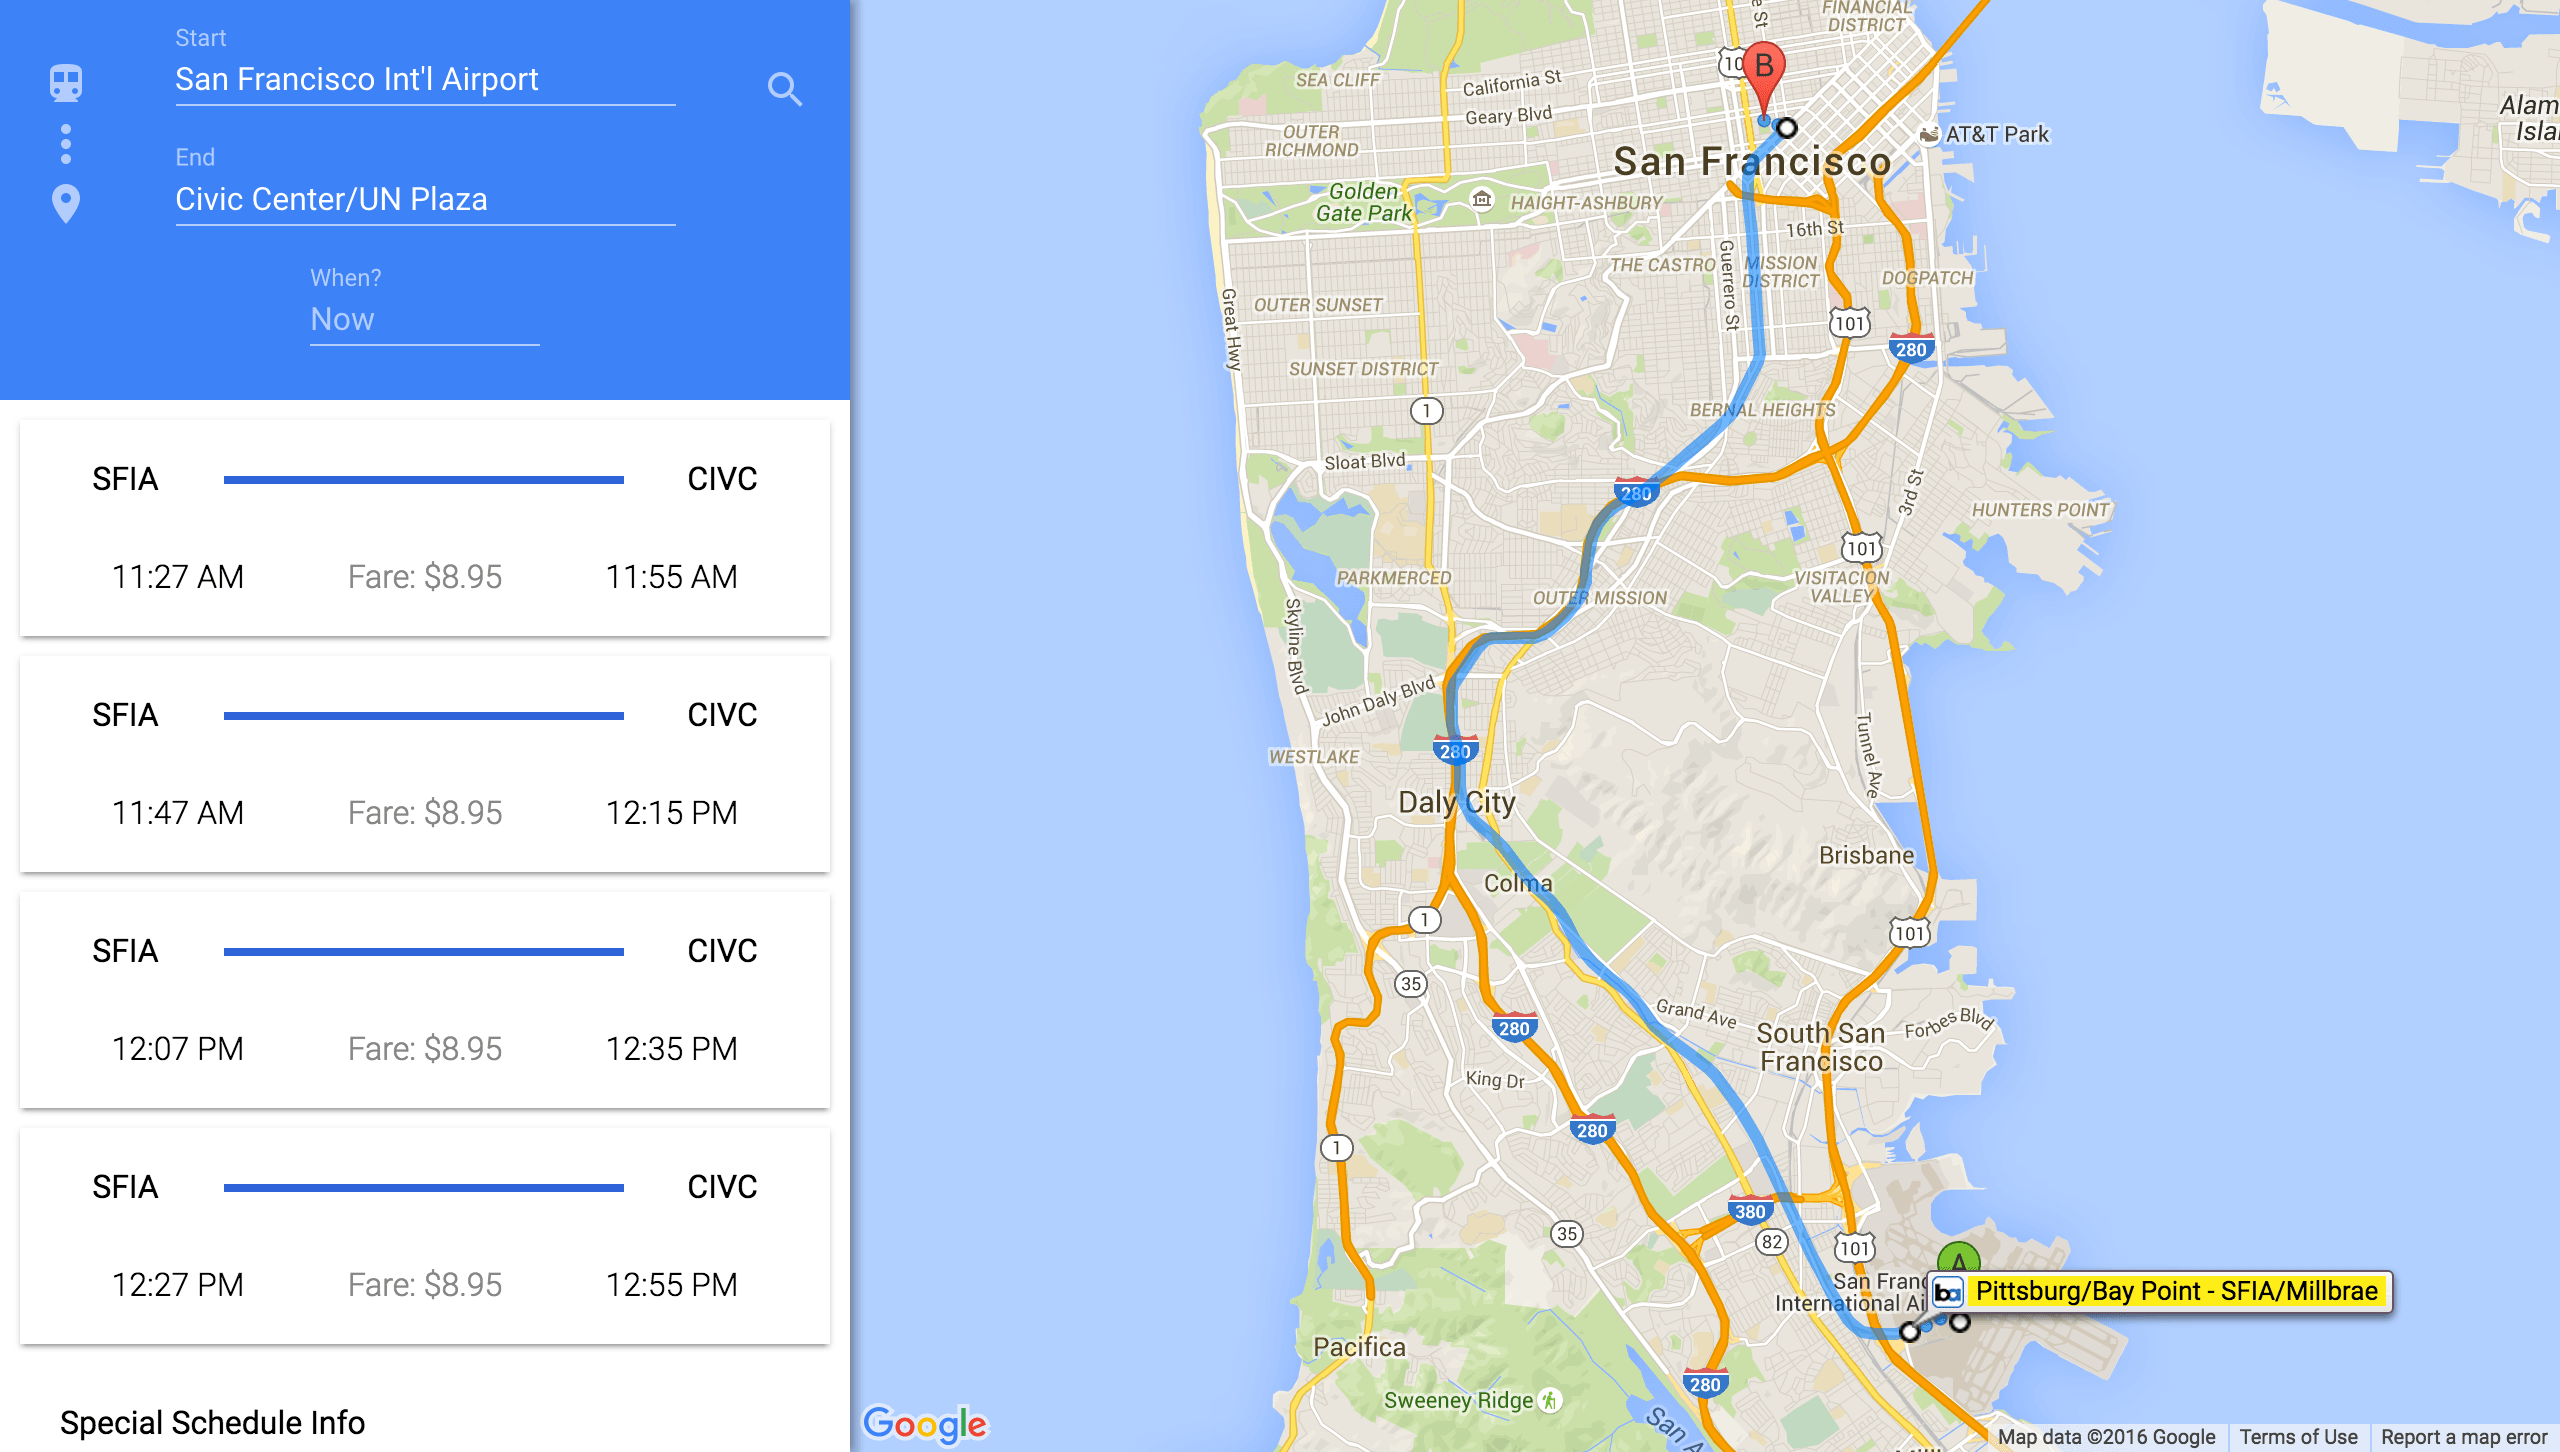 Start
San Francisco Int'l Airport
End
Civic Center/UN Plaza
When?
Now
SFIA
CIVC
11:27 AM
Fare: $8.95
11:55 AM
SFIA
CIVC
11:47 AM
Fare: $8.95
12:15 PM
SFIA
CIVC
12:07 PM
Fare: $8.95
12:35 PM
SFIA
CIVC
12:27 PM
Fare: $8.95
12:55 PM
Special Schedule Info
FINANCIAL
DISTRICT
SEA CLIFF
California St
Geary Blvd
B
OUTER
RICHMOND
AT&T Park
San Francisco
Golden
Gate Park
HAIGHT-ASHBURY
16th St
THE CASTRO
Guerrero St
MISSION
DISTRICT
DOGPATCH
Great Hwy
OUTER SUNSET
101
280
SUNSET DISTRICT
1
BERNAL HEIGHTS
Sloat Blvd
280
3rd St
HUNTERS POINT
101
PARKMERCED
OUTER MISSION
VISITACION
VALLEY
Skyline Blvd
John Daly Blvd
Tunnel Ave
WESTLAKE
280
Daly City
Brisbane
Colma
1
101
35
280
Grand Ave
South San
Francisco
Forbes Blvd
King Dr
280
1
380
35
82
101
A
San Franc
International Ai
ba
Pittsburg/Bay Point - SFIA/Millbrae
Pacifica
280
Sweeney Ridge
San A
Alam
Isla
Google
Map data ©2016 Google
Terms of Use
Report a map error